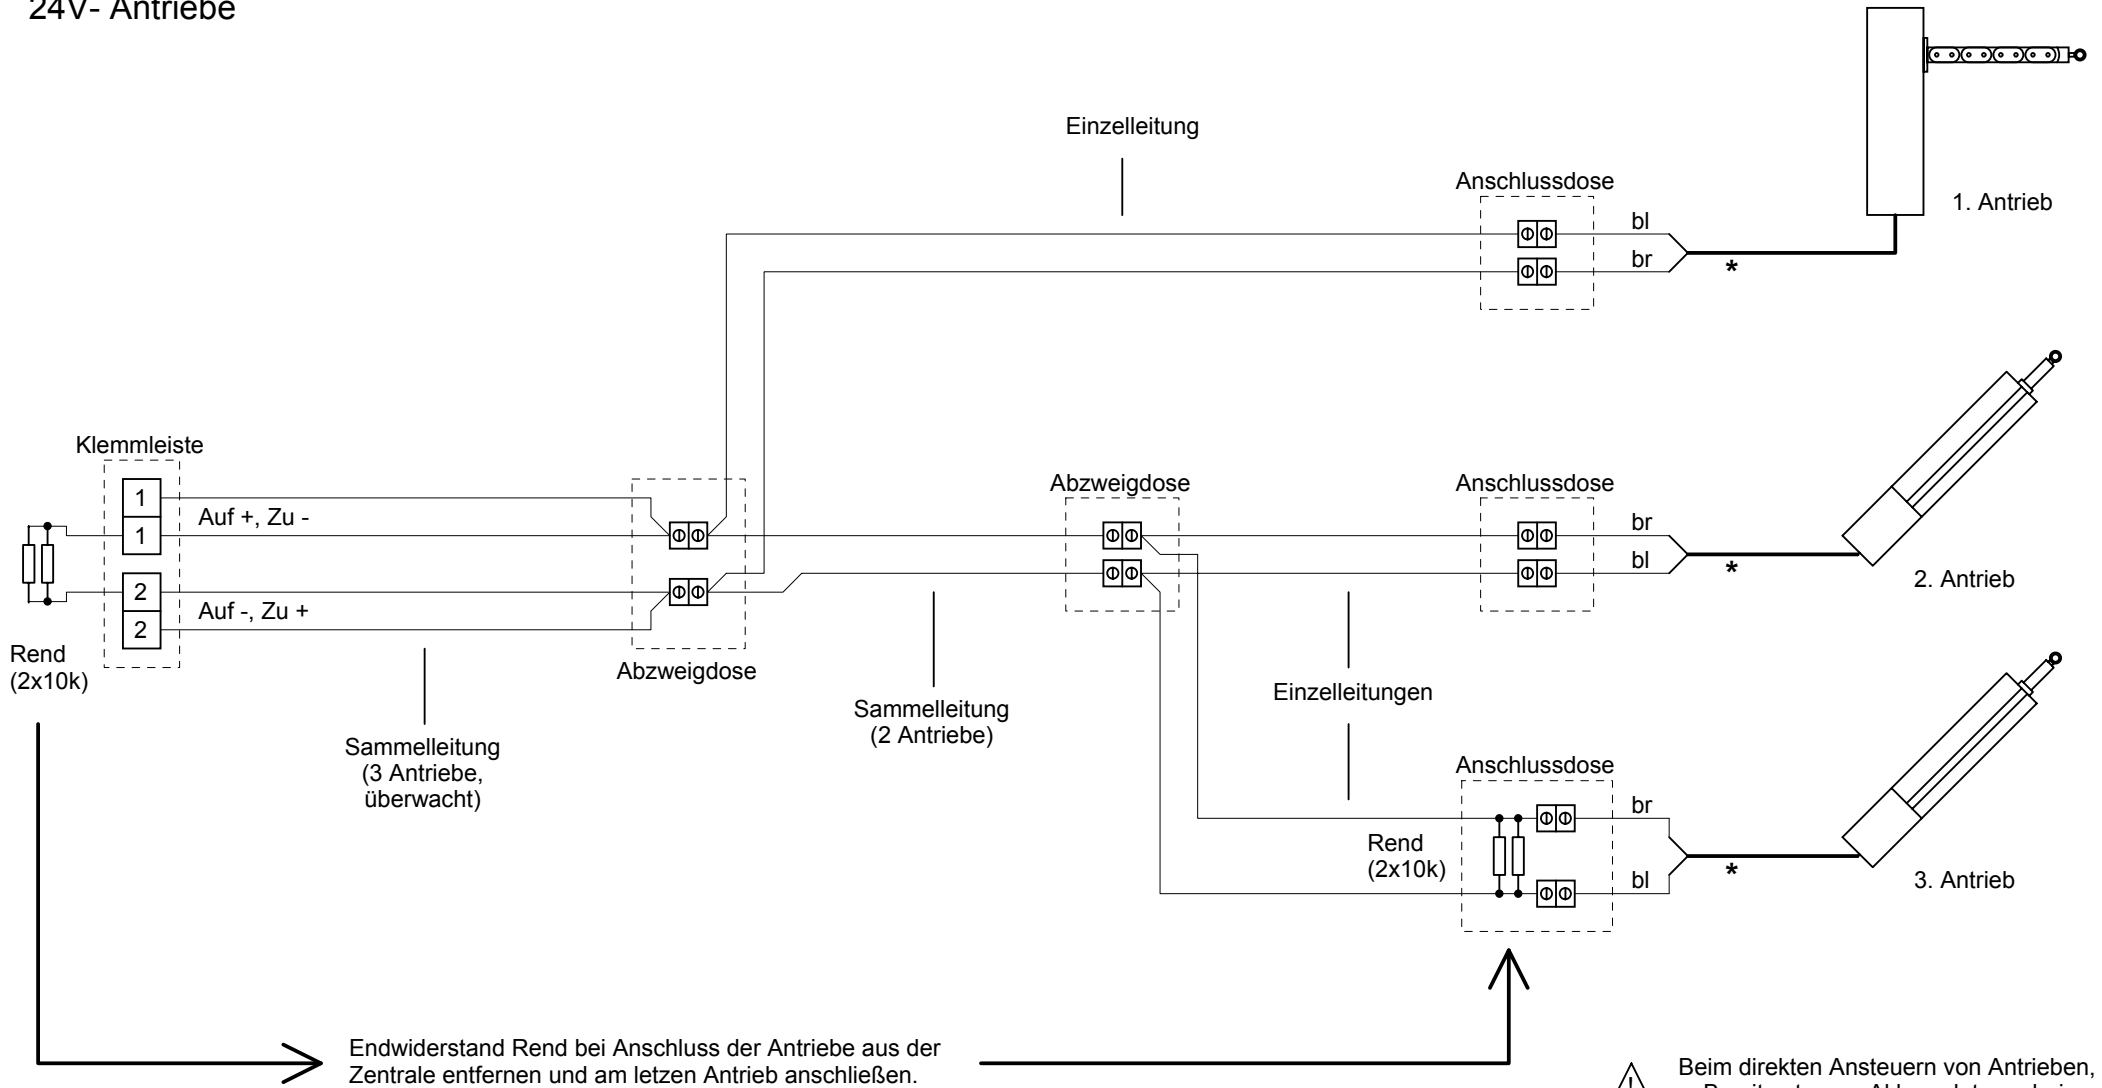 24V- Antriebe
Einzelleitung
Anschlussdose
bl
br
*
1. Antrieb
Klemmleiste
1
1
2
2
Auf +, Zu -
Auf -, Zu +
Rend
(2x10k)
Sammelleitung
(3 Antriebe,
überwacht)
Abzweigdose
Sammelleitung
(2 Antriebe)
Abzweigdose
Anschlussdose
br
bl
*
2. Antrieb
Einzelleitungen
Anschlussdose
Rend
(2x10k)
br
bl
*
3. Antrieb
Endwiderstand Rend bei Anschluss der Antriebe aus der
Zentrale entfernen und am letzen Antrieb anschließen.
!
Beim direkten Ansteuern von Antrieben,